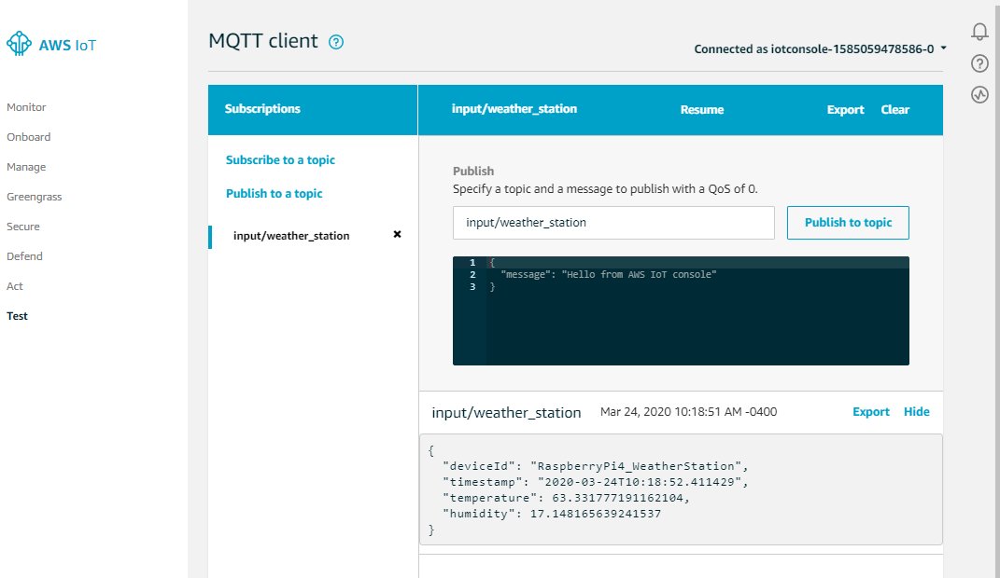 AWS IoT
Monitor
Onboard
Manage
Greengrass
Secure
Defend
Act
Test
MQTT client ?
Connected as iotconsole-1585059478586-0
Subscriptions
Subscribe to a topic
Publish to a topic
input/weather_station ×
input/weather_station Resume Export Clear
Publish
Specify a topic and a message to publish with a QoS of 0.
input/weather_station Publish to topic
1 {
2 "message": "Hello from AWS IoT console"
3 }
input/weather_station Mar 24, 2020 10:18:51 AM -0400 Export Hide
{
"deviceId": "RaspberryPi4_WeatherStation",
"timestamp": "2020-03-24T10:18:52.411429",
"temperature": 63.331777191162104,
"humidity": 17.148165639241537
}
?